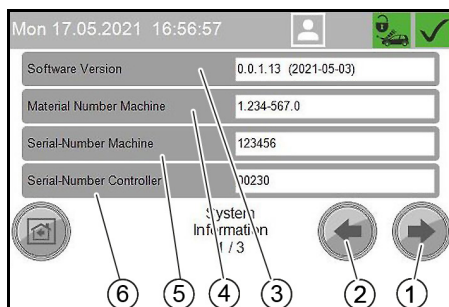 Mon 17.05.2021 16:56:57
Software Version 0.0.1.13 (2021-05-03)
Material Number Machine 1.234-567.0
Serial-Number Machine 123456
Serial-Number Controller 00230
System
Information
1 / 3
6 5 4 3 2 1